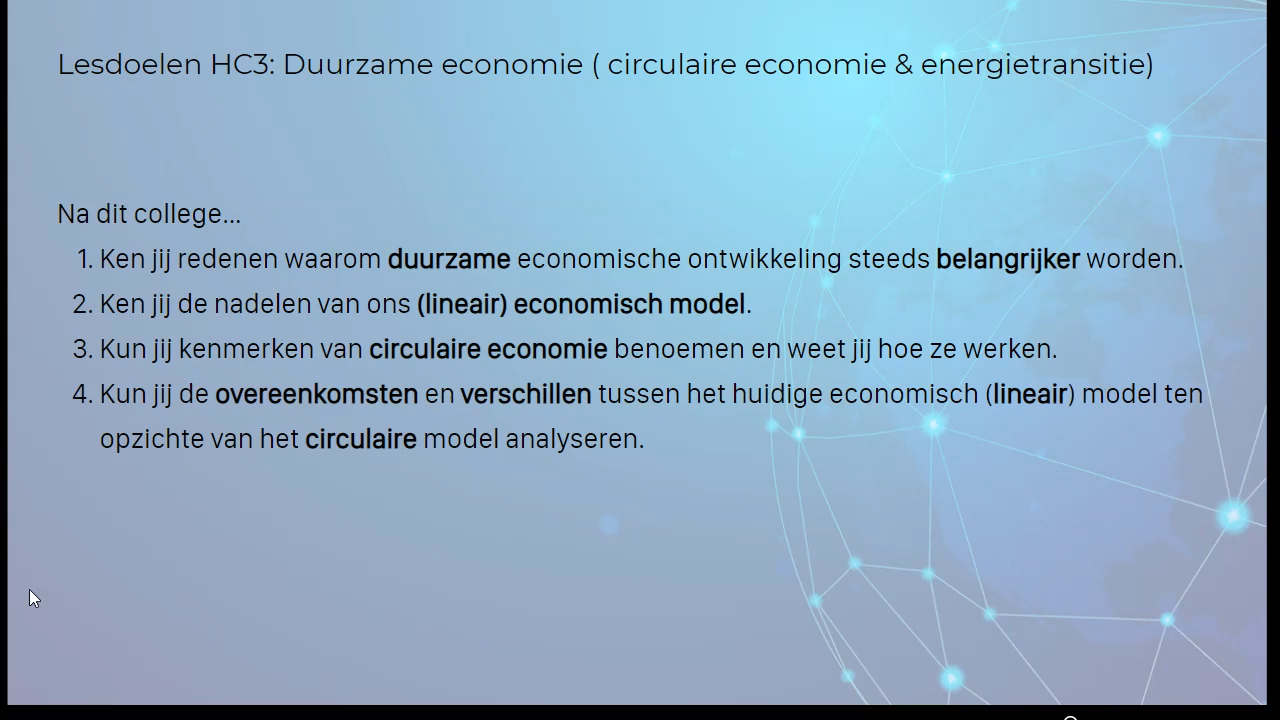 Lesdoelen HC3: Duurzame economie ( circulaire economie & energietransitie)
Na dit college...
1. Ken jij redenen waarom duurzame economische ontwikkeling steeds belangrijker worden.
2. Ken jij de nadelen van ons (lineair) economisch model.
3. Kun jij kenmerken van circulaire economie benoemen en weet jij hoe ze werken.
4. Kun jij de overeenkomsten en verschillen tussen het huidige economisch (lineair) model ten
opzichte van het circulaire model analyseren.